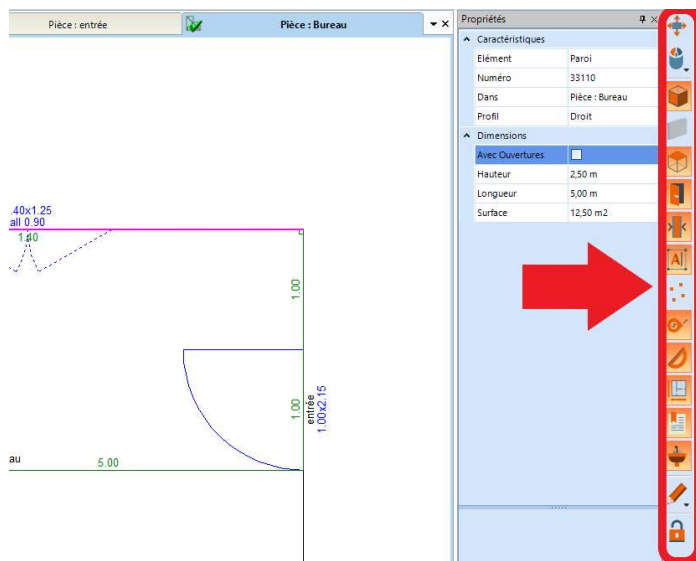 Pièce : entrée
Pièce : Bureau
Propriétés
Caractéristiques
Elément Paroi
Numéro 33110
Dans Pièce : Bureau
Profil Droit
Dimensions
Avec Ouvertures
Hauteur 2,50 m
Longueur 5,00 m
Surface 12,50 m2
.40x1.25
all 0.90
1.40
1.00
1.00
entrée
1.00x2.15
au
5.00
A